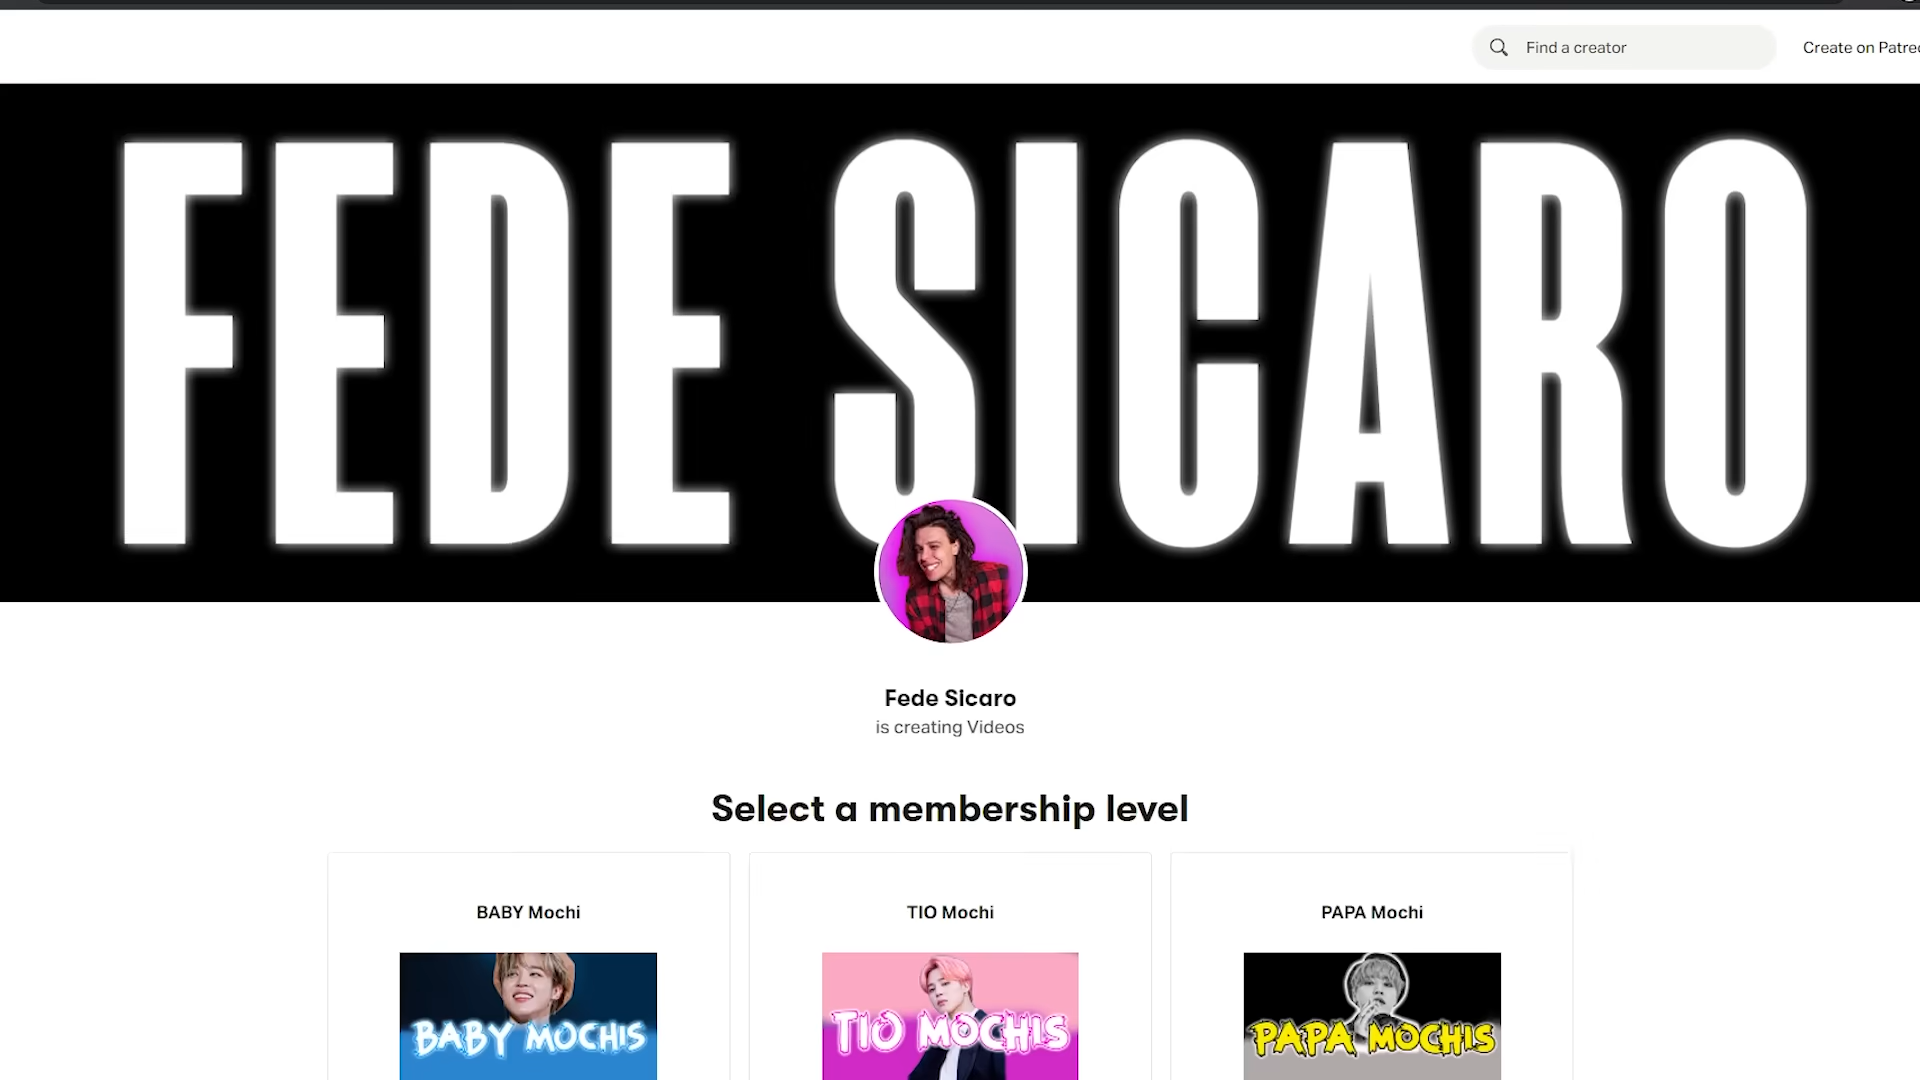 Find a creator
Create on Patreo
FEDE SICARO
Fede Sicaro
is creating Videos
Select a membership level
BABY Mochi
TIO Mochi
PAPA Mochi
BABY MOCHIS
TIO MOCHIS
PAPA MOCHIS